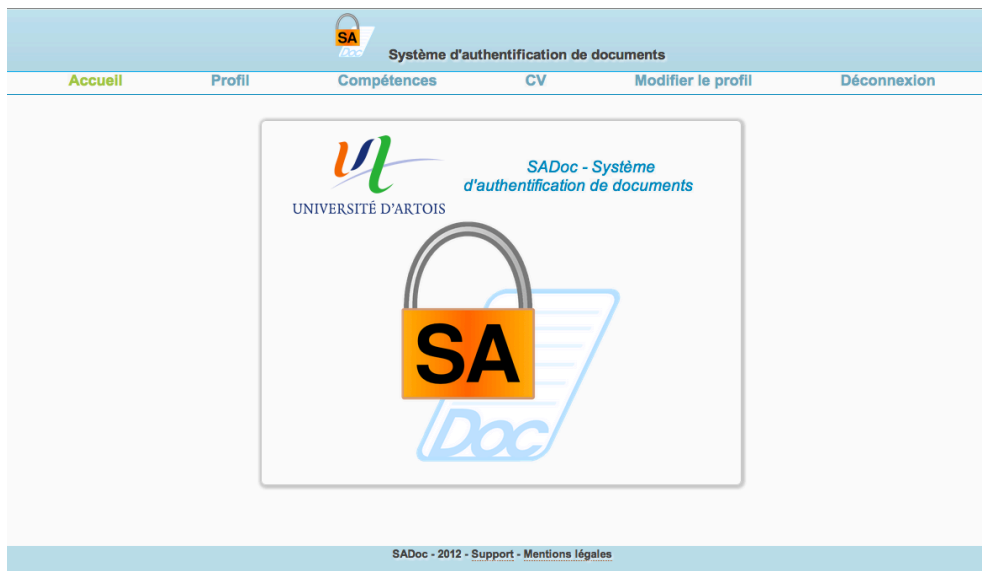 SA
Doc
Système d'authentification de documents
Accueil Profil Compétences CV Modifier le profil Déconnexion
UNIVERSITÉ D'ARTOIS
SADoc - Système
d'authentification de documents
SA
Doc
SADoc - 2012 - Support - Mentions légales